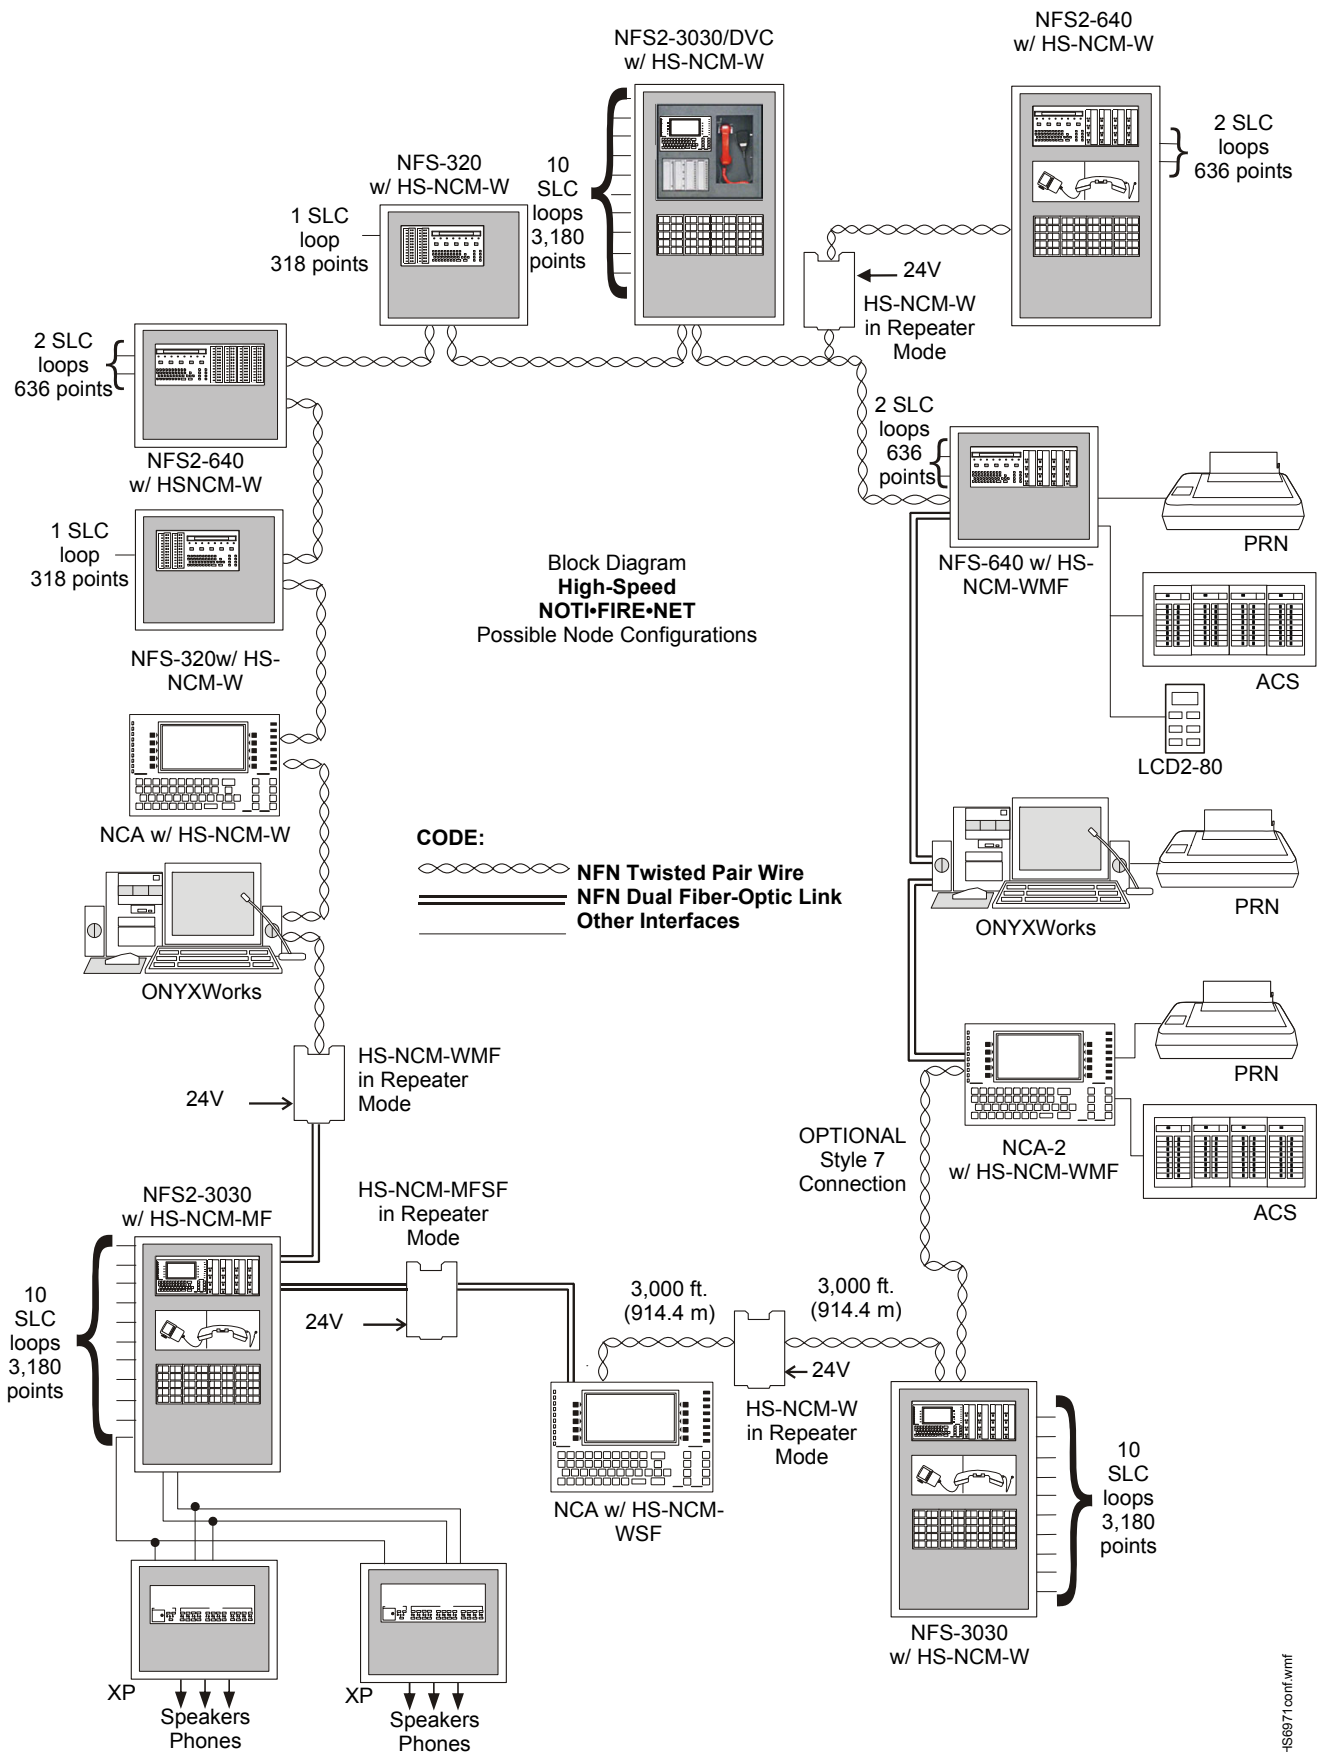 NFS2-3030/DVC
w/ HS-NCM-W
NFS2-640
w/ HS-NCM-W
2 SLC
loops
636 points
NFS-320
w/ HS-NCM-W
10
SLC
loops
3,180
points
1 SLC
loop
318 points
24V
HS-NCM-W
in Repeater
Mode
2 SLC
loops
636 points
NFS2-640
w/ HSNCM-W
2 SLC
loops
636
points
PRN
NFS-640 w/ HS-
NCM-WMF
1 SLC
loop
318 points
Block Diagram
High-Speed
NOTI•FIRE•NET
Possible Node Configurations
NFS-320w/ HS-
NCM-W
ACS
LCD2-80
NCA w/ HS-NCM-W
CODE:
NFN Twisted Pair Wire
NFN Dual Fiber-Optic Link
Other Interfaces
PRN
ONYXWorks
ONYXWorks
HS-NCM-WMF
in Repeater
Mode
24V
PRN
OPTIONAL
Style 7
Connection
NCA-2
w/ HS-NCM-WMF
ACS
NFS2-3030
w/ HS-NCM-MF
HS-NCM-MFSF
in Repeater
Mode
10
SLC
loops
3,180
points
24V
3,000 ft.
(914.4 m)
3,000 ft.
(914.4 m)
24V
HS-NCM-W
in Repeater
Mode
NCA w/ HS-NCM-
WSF
10
SLC
loops
3,180
points
NFS-3030
w/ HS-NCM-W
XP
Speakers
Phones
XP
Speakers
Phones
HS6971conf.wmf